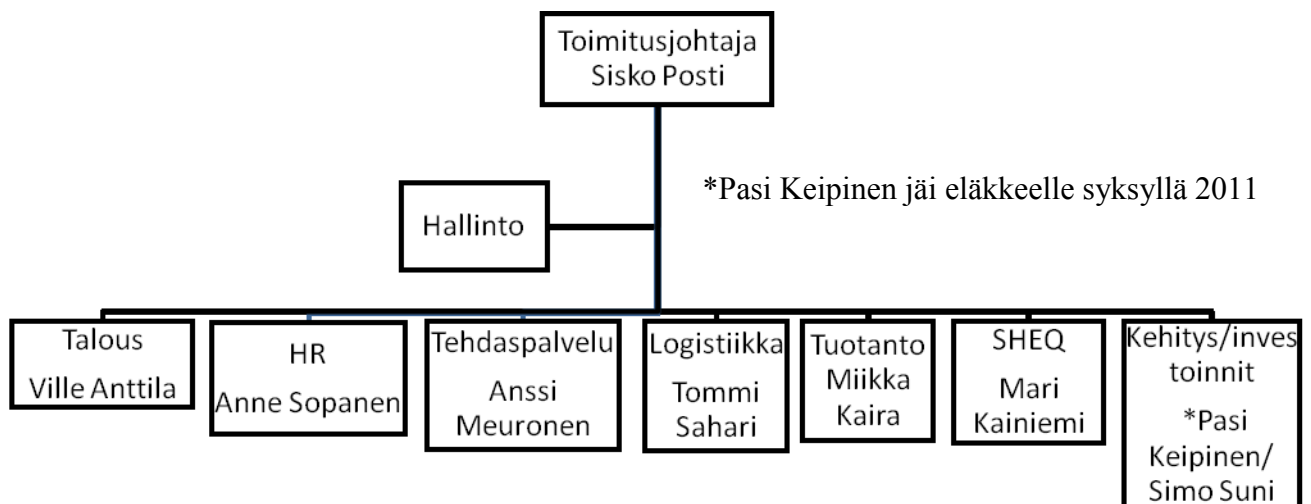 Toimitusjohtaja
Sisko Posti
*Pasi Keipinen jäi eläkkeelle syksyllä 2011
Hallinto
Talous
Ville Anttila
HR
Anne Sopanen
Tehdaspalvelu
Anssi
Meuronen
Logistiikka
Tommi
Sahari
Tuotanto
Miikka
Kaira
SHEQ
Mari
Kainiemi
Kehitys/inves
toinnit
*Pasi
Keipinen/
Simo Suni